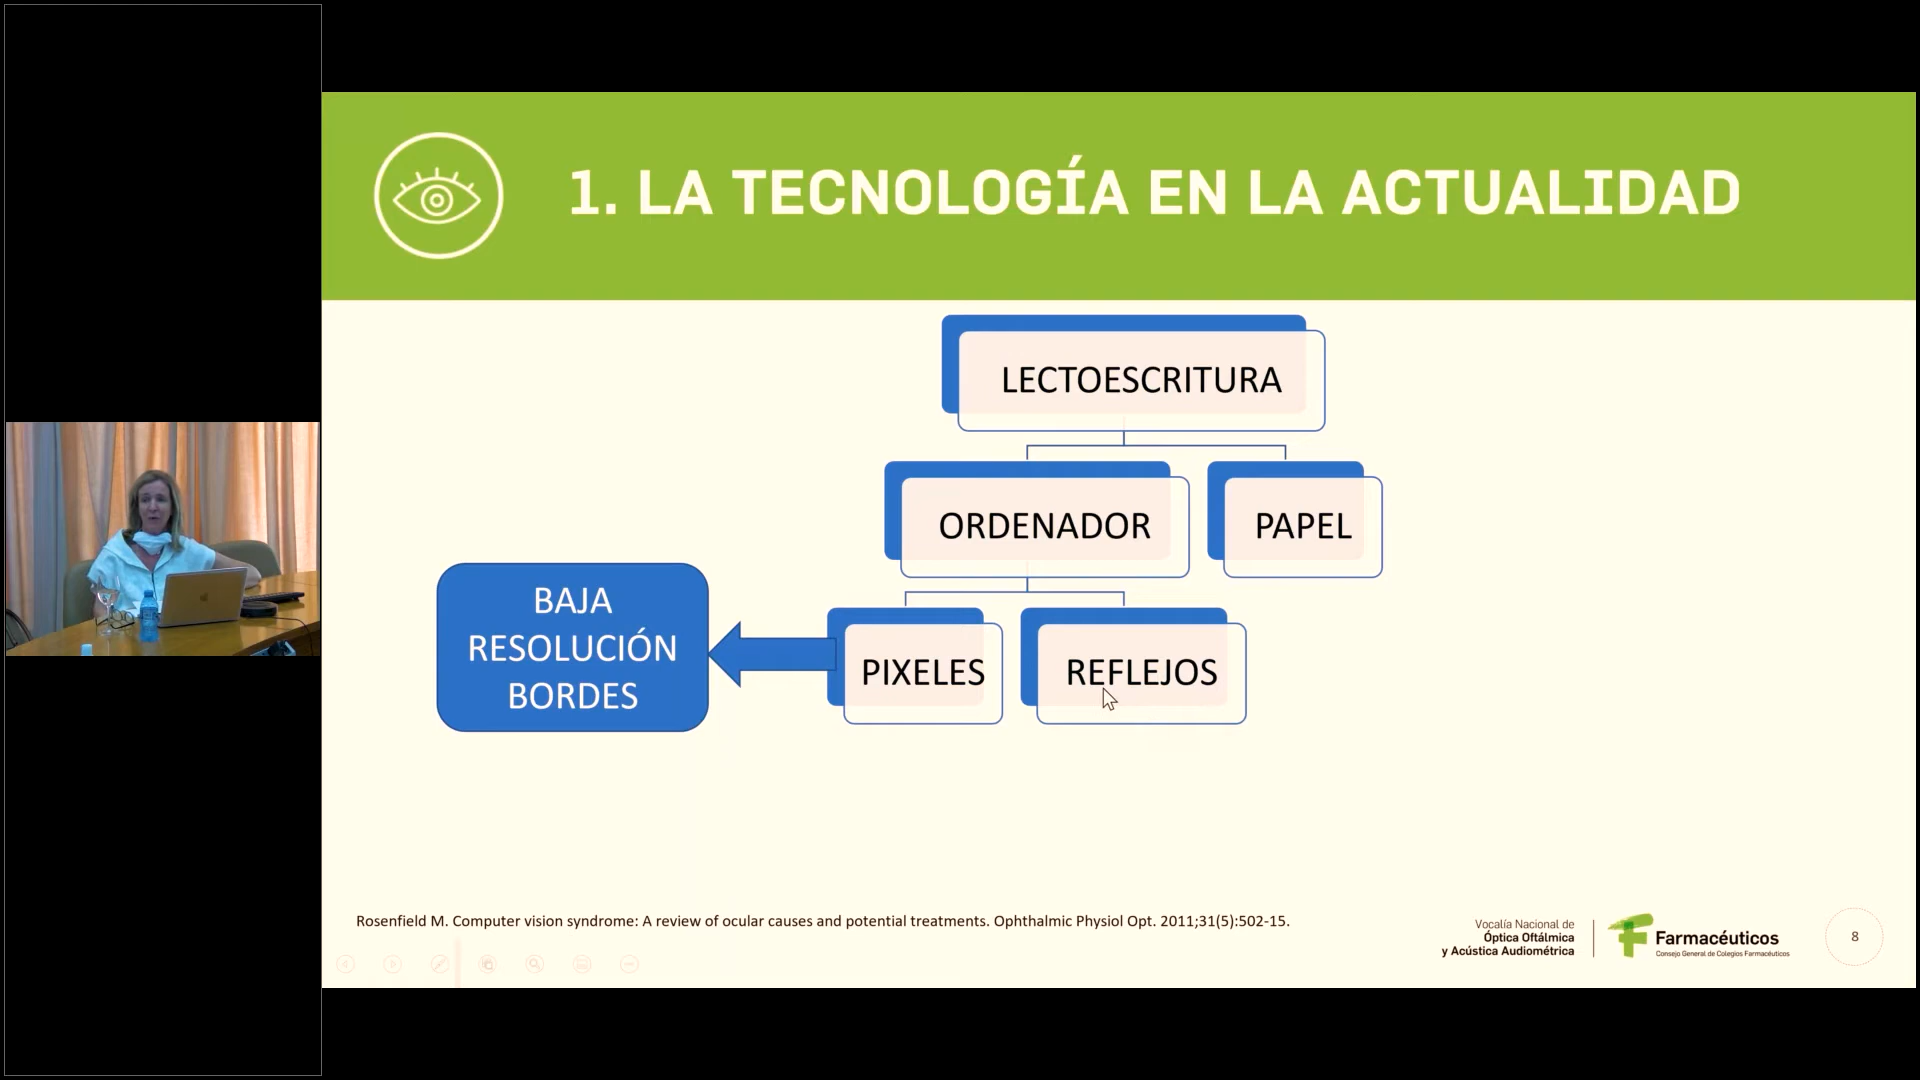 1. LA TECNOLOGÍA EN LA ACTUALIDAD
LECTOESCRITURA
ORDENADOR
PAPEL
BAJA
RESOLUCIÓN
BORDES
PIXELES
REFLEJOS
Rosenfield M. Computer vision syndrome: A review of ocular causes and potential treatments. Ophthalmic Physiol Opt. 2011;31(5):502-15.
Vocalía Nacional de
Óptica Oftálmica
y Acústica Audiométrica
Farmacéuticos
Consejo General de Colegios Farmacéuticos
8